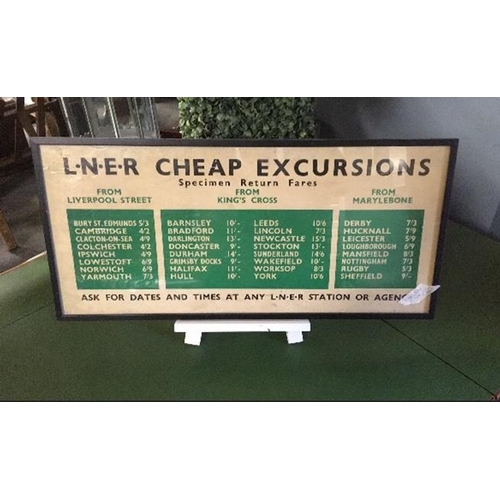 L·N·E·R CHEAP EXCURSIONS
Specimen Return Fares
FROM
LIVERPOOL STREET
BURY ST. EDMUNDS 5/3
CAMBRIDGE 4/2
CLACTON-ON-SEA 4/9
COLCHESTER 4/2
IPSWICH 4/9
LOWESTOFT 6/9
NORWICH 6/9
YARMOUTH 7/3
FROM
KING'S CROSS
BARNSLEY 10/- LEEDS 10/6
BRADFORD 11/- LINCOLN 7/3
DARLINGTON 13/- NEWCASTLE 15/3
DONCASTER 9/- STOCKTON 13/-
DURHAM 14/- SUNDERLAND 14/6
GRIMSBY DOCKS 9/- WAKEFIELD 10/-
HALIFAX 11/- WORKSOP 8/3
HULL 10/- YORK 10/6
FROM
MARYLEBONE
DERBY 7/3
HUCKNALL 7/9
LEICESTER 5/9
LOUGHBOROUGH 6/9
MANSFIELD 8/3
NOTTINGHAM 7/3
RUGBY 5/3
SHEFFIELD 9/-
ASK FOR DATES AND TIMES AT ANY L·N·E·R STATION OR AGENCY